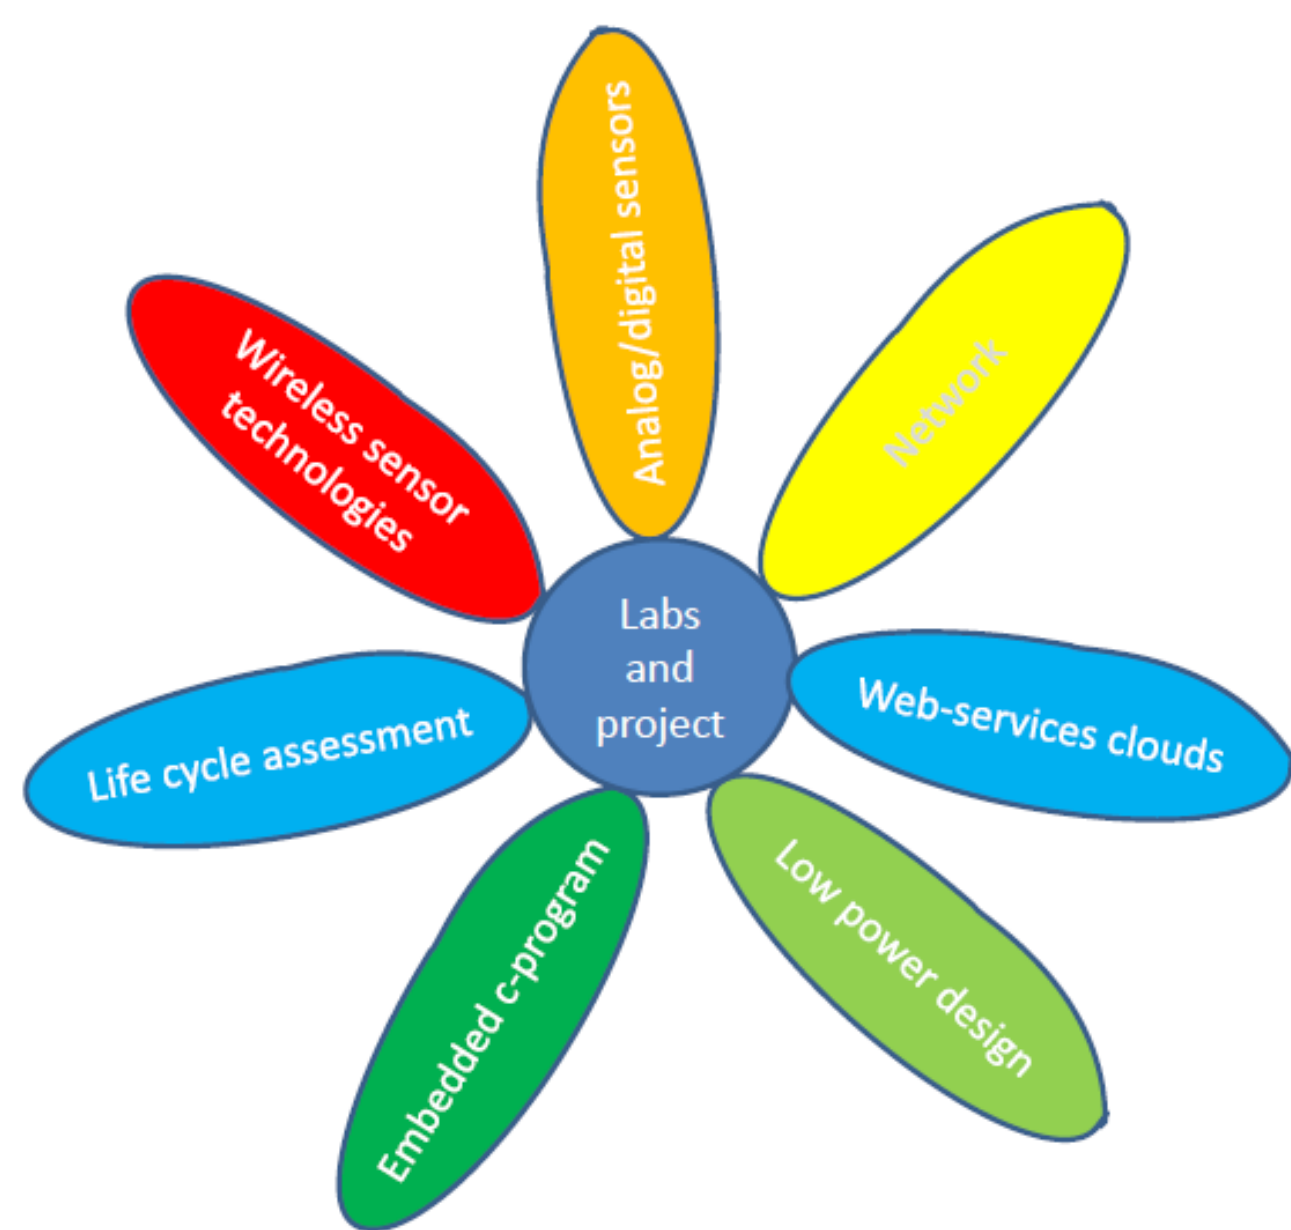 Analog/digital sensors
Network
Wireless sensor
technologies
Labs
and
project
Web-services clouds
Life cycle assessment
Low power design
Embedded c-program